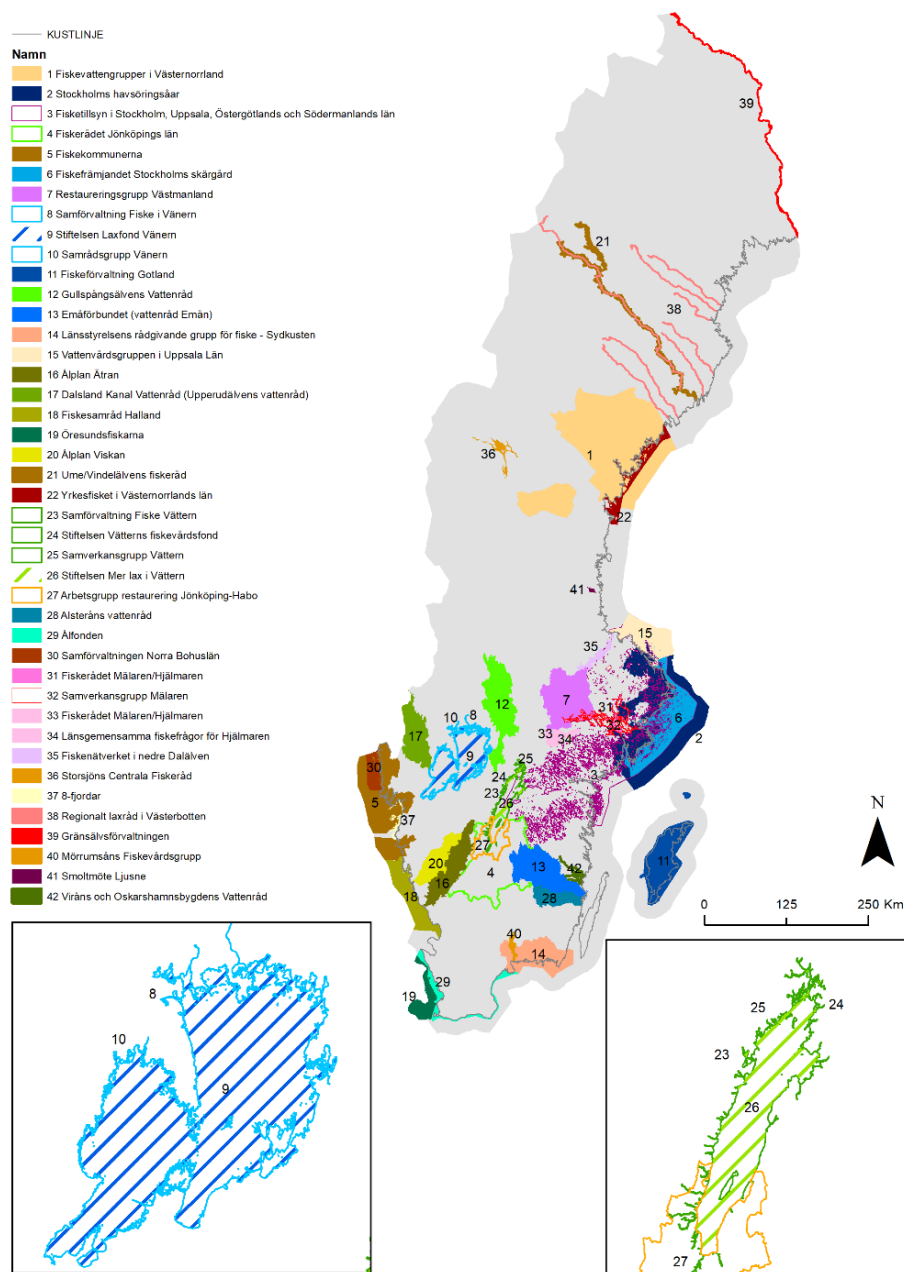 KUSTLINJE
Namn
1 Fiskevattengrupper i Västernorrland
2 Stockholms havsöringsåar
3 Fisketillsyn i Stockholm, Uppsala, Östergötlands och Södermanlands län
4 Fiskerådet Jönköpings län
5 Fiskekommunerna
6 Fiskefrämjandet Stockholms skärgård
7 Restaureringsgrupp Västmanland
8 Samförvaltning Fiske i Vänern
9 Stiftelsen Laxfond Vänern
10 Samrådsgrupp Vänern
11 Fiskeförvaltning Gotland
12 Gullspångsälvens Vattenråd
13 Emåförbundet (vattenråd Emån)
14 Länsstyrelsens rådgivande grupp för fiske - Sydkusten
15 Vattenvårdsgruppen i Uppsala Län
16 Ålplan Ätran
17 Dalsland Kanal Vattenråd (Upperudälvens vattenråd)
18 Fiskesamråd Halland
19 Öresundsfiskarna
20 Ålplan Viskan
21 Ume/Vindelälvens fiskeråd
22 Yrkesfisket i Västernorrlands län
23 Samförvaltning Fiske Vättern
24 Stiftelsen Vätterns fiskevårdsfond
25 Samverkansgrupp Vättern
26 Stiftelsen Mer lax i Vättern
27 Arbetsgrupp restaurering Jönköping-Habo
28 Alsteråns vattenråd
29 Ålfonden
30 Samförvaltningen Norra Bohuslän
31 Fiskerådet Mälaren/Hjälmaren
32 Samverkansgrupp Mälaren
33 Fiskerådet Mälaren/Hjälmaren
34 Länsgemensamma fiskefrågor för Hjälmaren
35 Fiskenätverket i nedre Dalälven
36 Storsjöns Centrala Fiskeråd
37 8-fjordar
38 Regionalt laxråd i Västerbotten
39 Gränsälvsförvaltningen
40 Mörrumsåns Fiskevårdsgrupp
41 Smoltmöte Ljusne
42 Viråns och Oskarshamnsbygdens Vattenråd
39
21
38
36
1
22
41
35
15
7
31
32
6
2
12
10
8
9
17
33
34
25
24
23
26
3
30
5
37
27
4
20
16
13
42
28
11
18
40
14
29
19
N
0 125 250 Km
8
10
9
25
24
23
26
27